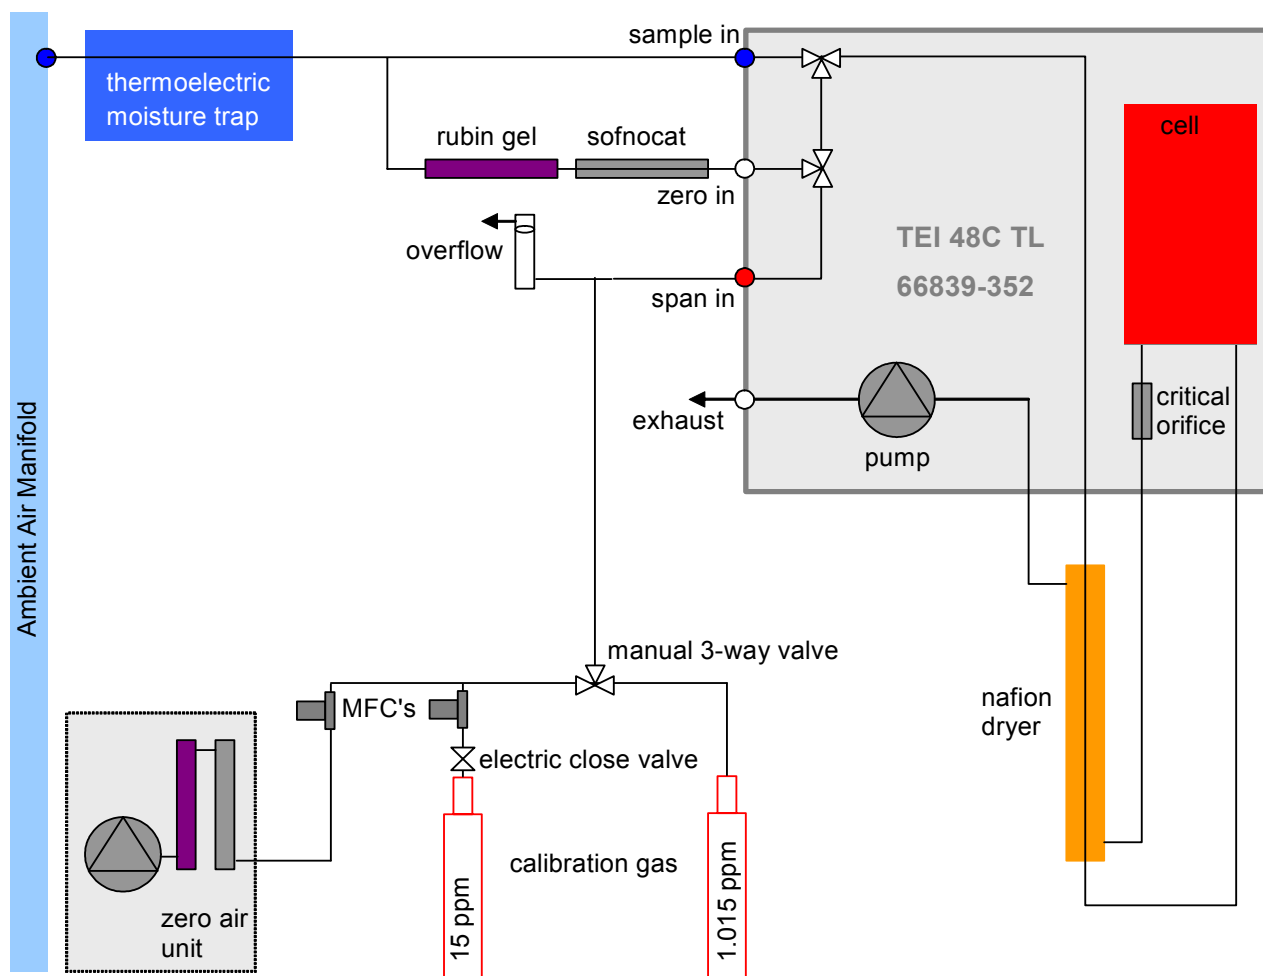 sample in
thermoelectric
moisture trap
cell
rubin gel
sofnocat
zero in
overflow
TEI 48C TL
66839-352
span in
exhaust
pump
critical
orifice
Ambient Air Manifold
manual 3-way valve
MFC's
nafion
dryer
electric close valve
calibration gas
15 ppm
1.015 ppm
zero air
unit